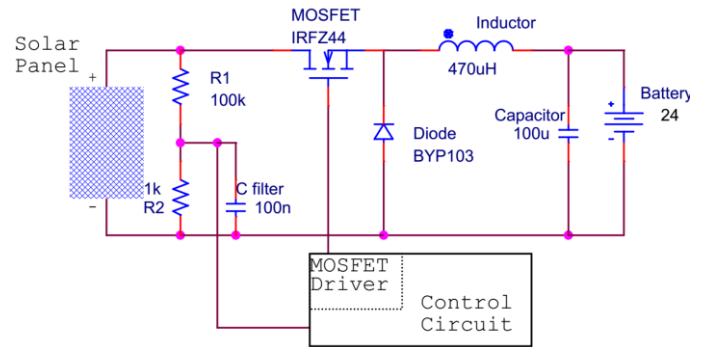 Solar
Panel
+
−
R1
100k
1k
R2
C filter
100n
MOSFET
IRFZ44
Inductor
470uH
Diode
BYP103
Capacitor
100u
Battery
24
+
-
MOSFET
Driver
Control
Circuit